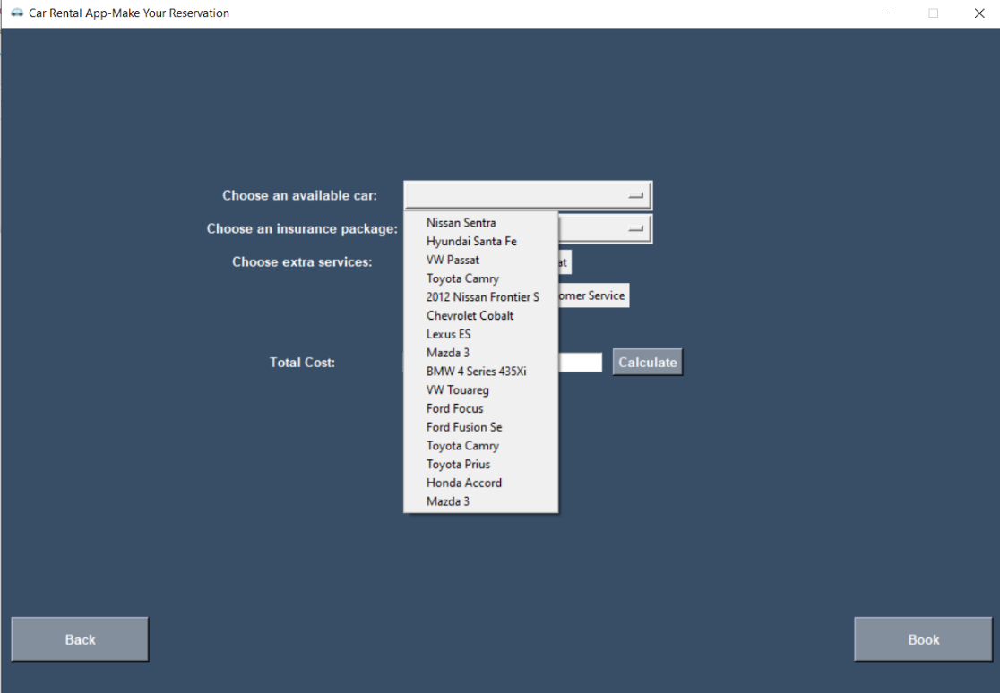 Car Rental App-Make Your Reservation
Choose an available car:
Choose an insurance package:
Choose extra services:
Nissan Sentra
Hyundai Santa Fe
VW Passat
Toyota Camry
2012 Nissan Frontier S
Chevrolet Cobalt
Lexus ES
Mazda 3
BMW 4 Series 435Xi
VW Touareg
Ford Focus
Ford Fusion Se
Toyota Camry
Toyota Prius
Honda Accord
Mazda 3
Service
Total Cost:
Calculate
Back
Book